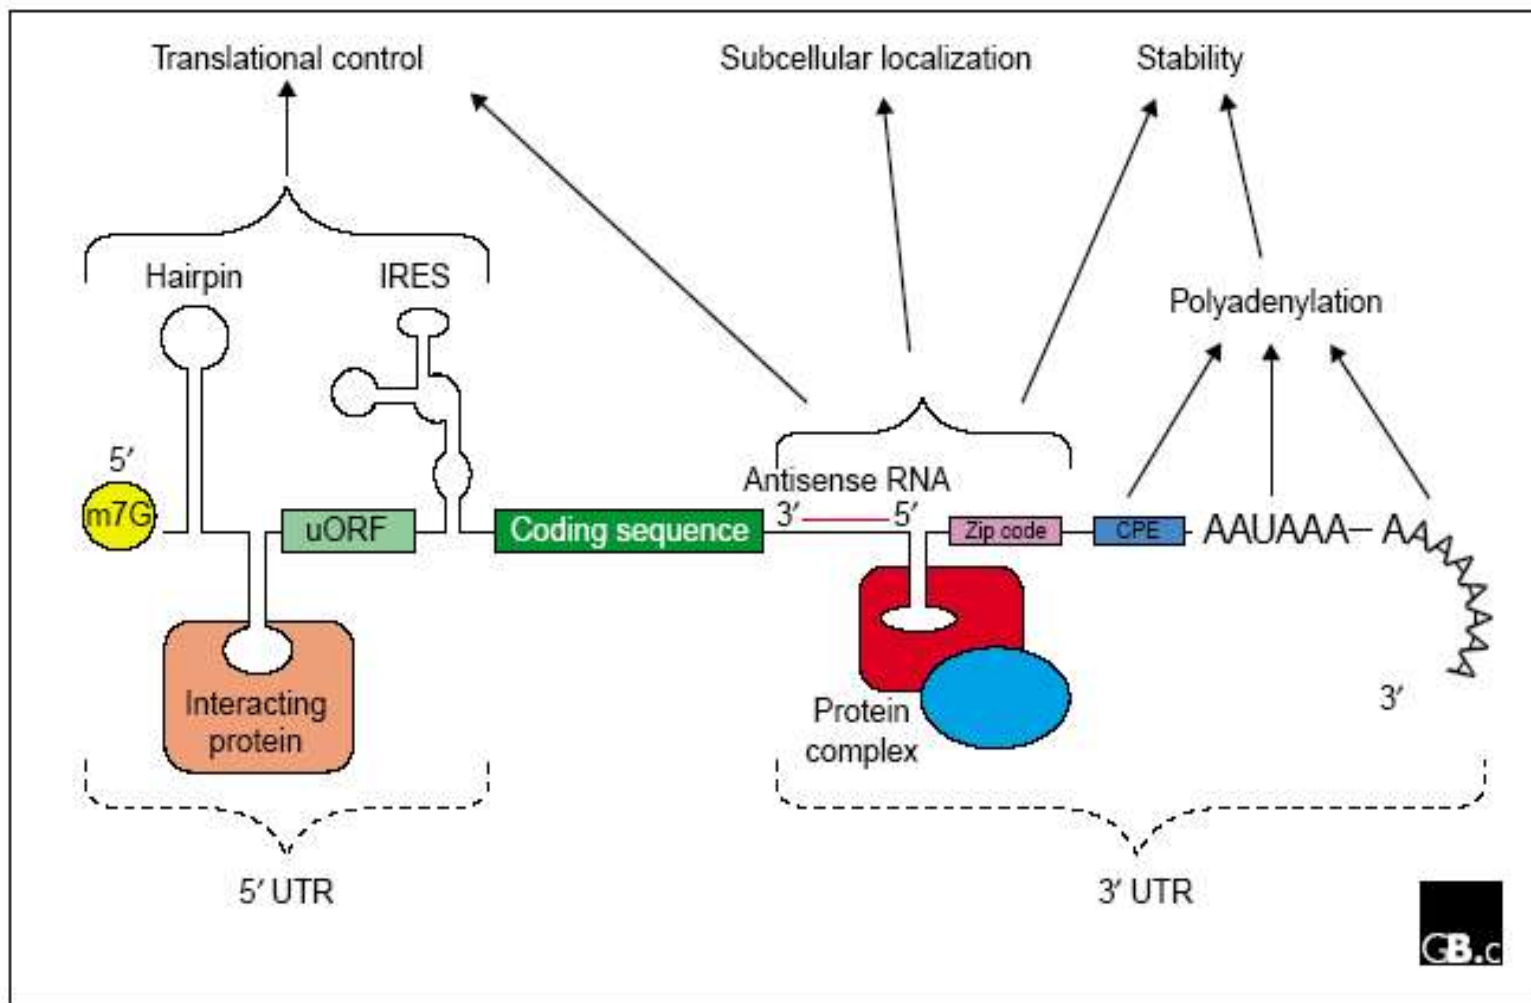 Translational control
Subcellular localization
Stability
Hairpin
IRES
Polyadenylation
5′
m7G
uORF
Coding sequence
Antisense RNA
3′
5′
Zip code
CPE
AAUAAA– AAAAAAAA
Interacting
protein
Protein
complex
3′
5′ UTR
3′ UTR
GB.c